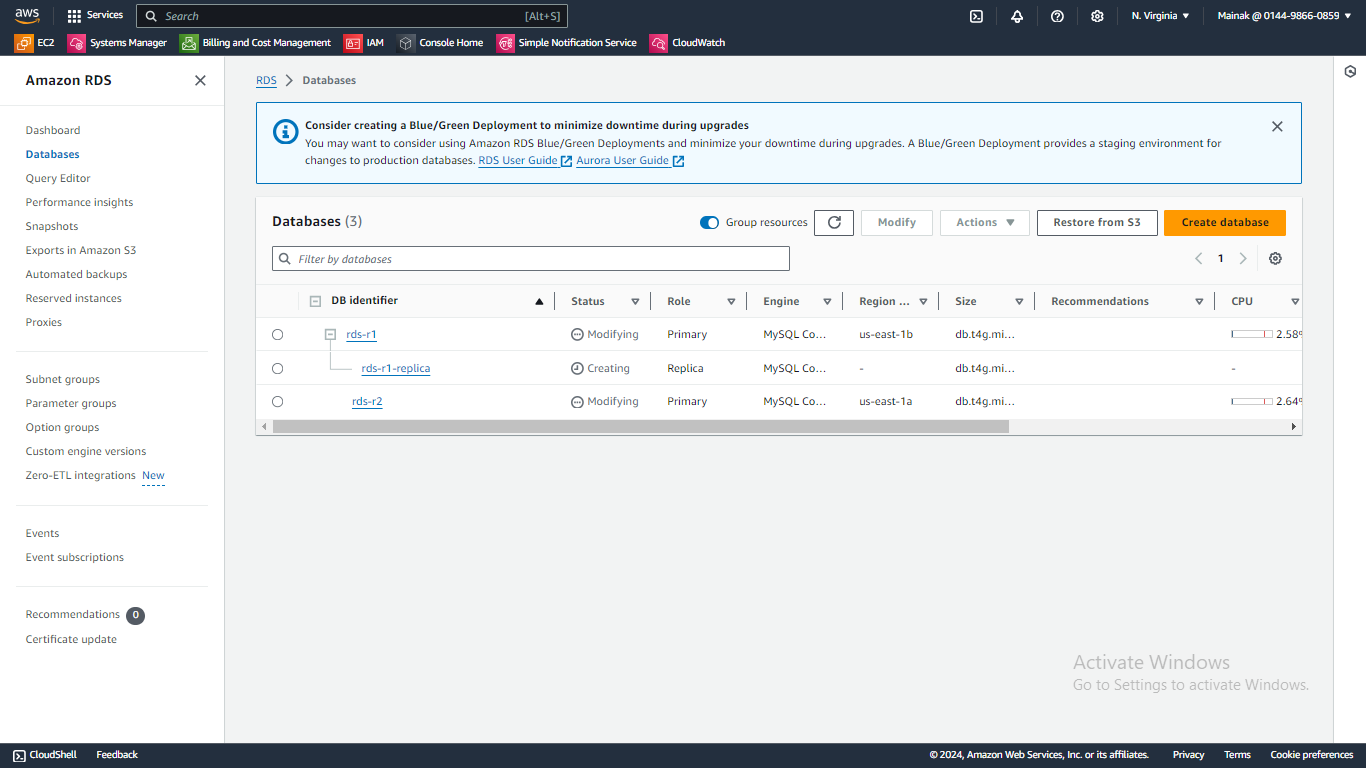 aws
Services
Search
[Alt+S]
N. Virginia
Mainak @ 0144-9866-0859
EC2
Systems Manager
Billing and Cost Management
IAM
Console Home
Simple Notification Service
CloudWatch
Amazon RDS
Dashboard
Databases
Query Editor
Performance insights
Snapshots
Exports in Amazon S3
Automated backups
Reserved instances
Proxies
Subnet groups
Parameter groups
Option groups
Custom engine versions
Zero-ETL integrations New
Events
Event subscriptions
Recommendations 0
Certificate update
RDS > Databases
Consider creating a Blue/Green Deployment to minimize downtime during upgrades
You may want to consider using Amazon RDS Blue/Green Deployments and minimize your downtime during upgrades. A Blue/Green Deployment provides a staging environment for
changes to production databases. RDS User Guide Aurora User Guide
Databases (3)
Group resources
Modify
Actions
Restore from S3
Create database
Filter by databases
1
DB identifier Status Role Engine Region ... Size Recommendations CPU
rds-r1 Modifying Primary MySQL Co... us-east-1b db.t4g.mi... 2.58%
rds-r1-replica Creating Replica MySQL Co... - db.t4g.mi... -
rds-r2 Modifying Primary MySQL Co... us-east-1a db.t4g.mi... 2.64%
Activate Windows
Go to Settings to activate Windows.
CloudShell
Feedback
© 2024, Amazon Web Services, Inc. or its affiliates.
Privacy
Terms
Cookie preferences